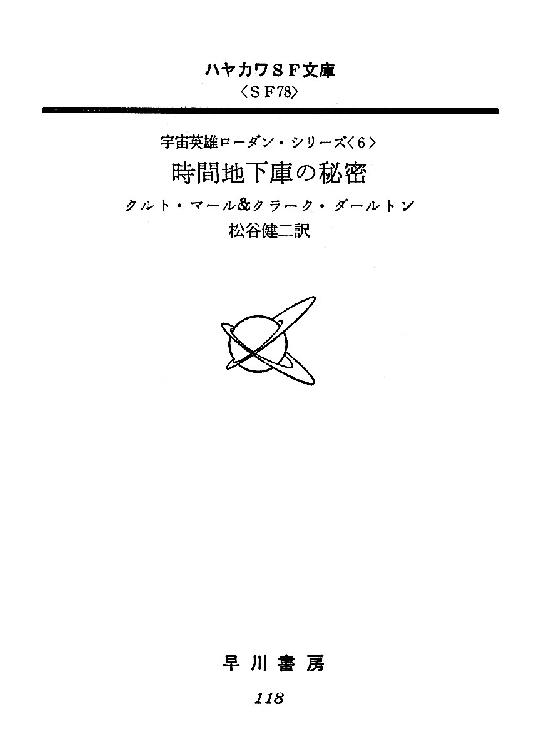 ハヤカワSF文庫
〈SF78〉
宇宙英雄ローダン・シリーズ〈6〉
時間地下庫の秘密
クルト・マール&クラーク・ダールトン
松谷健二訳
早川書房
118